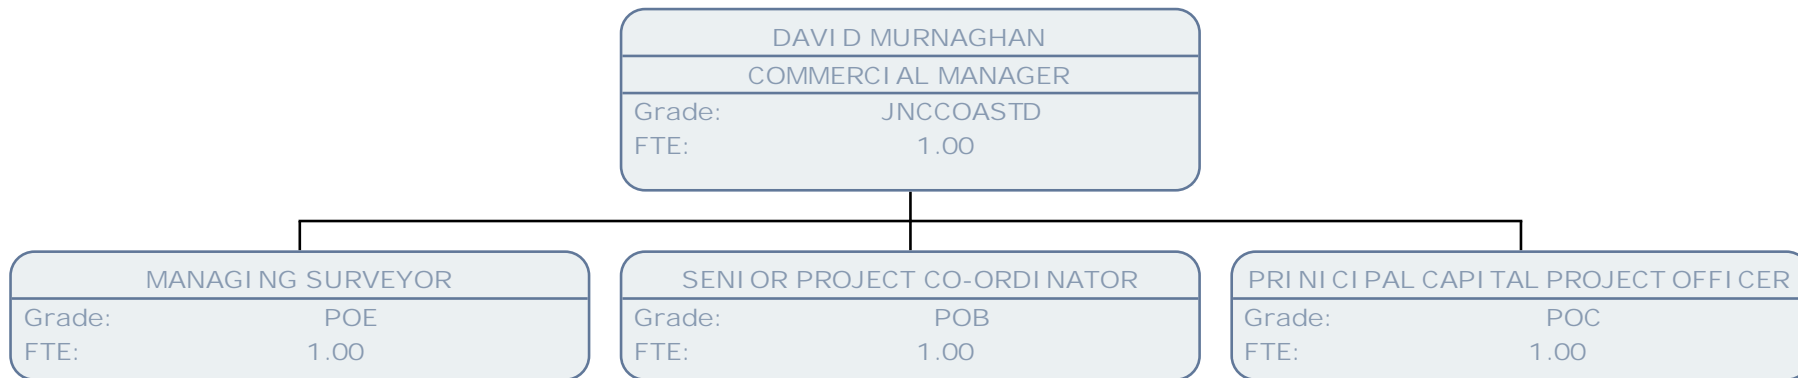 DAVID MURNAGHAN
COMMERCIAL MANAGER
Grade: JNCCOASTD
FTE: 1.00
MANAGING SURVEYOR
Grade: POE
FTE: 1.00
SENIOR PROJECT CO-ORDINATOR
Grade: POB
FTE: 1.00
PRINICIPAL CAPITAL PROJECT OFFICER
Grade: POC
FTE: 1.00